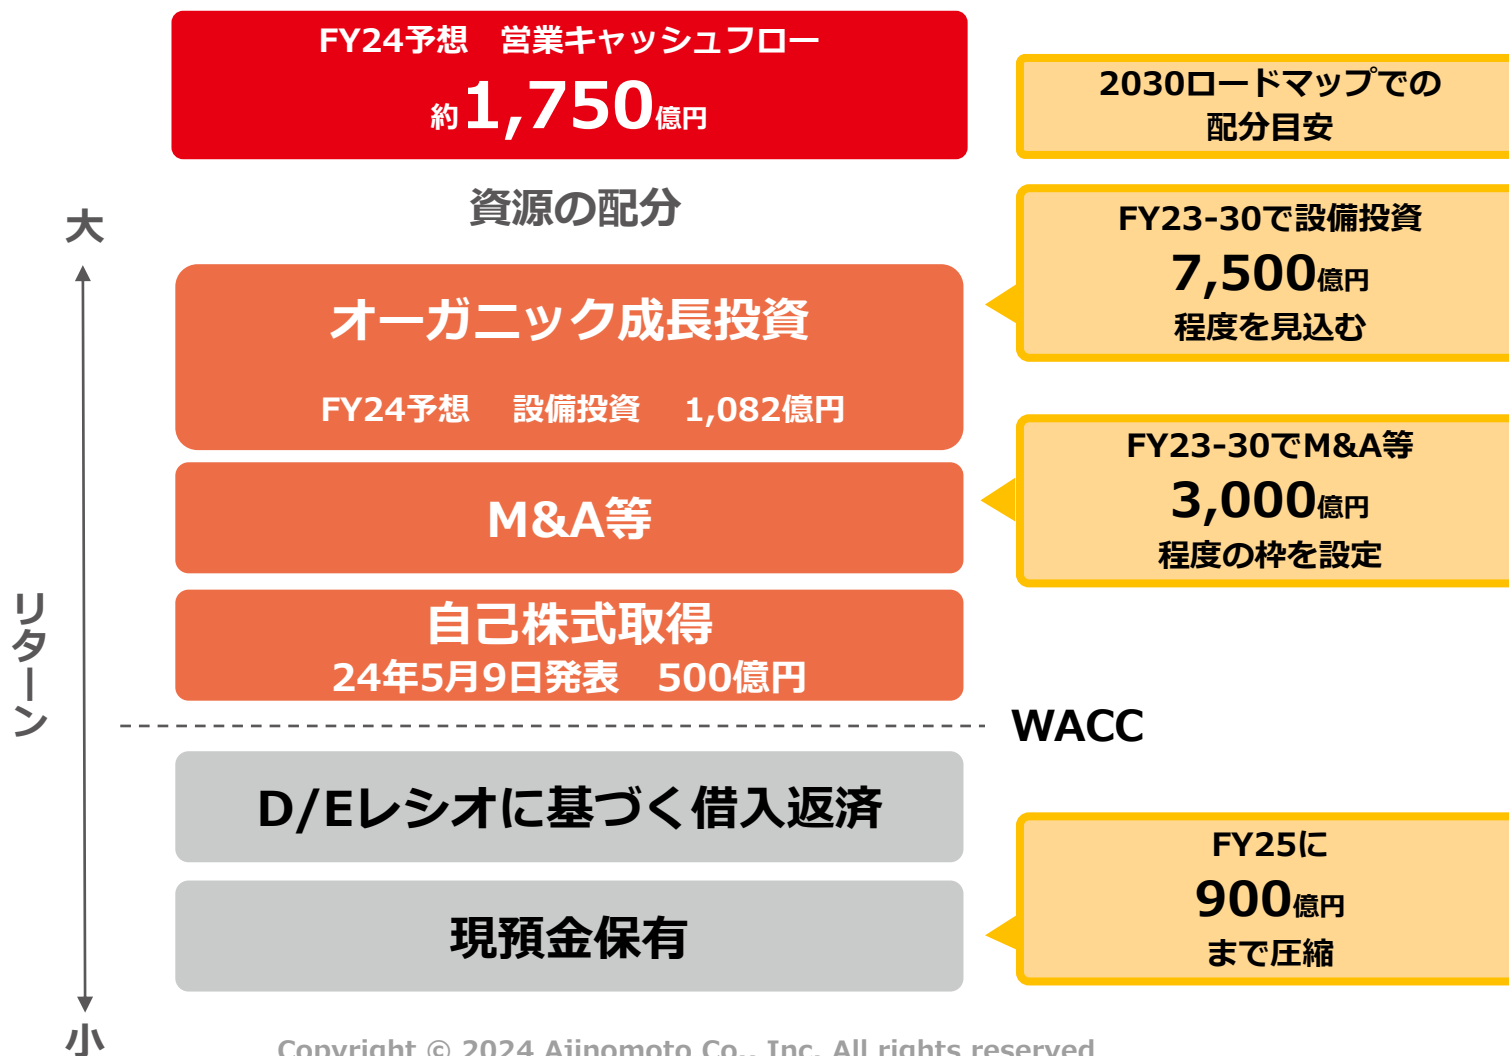 FY24予想　営業キャッシュフロー
約1,750億円
2030ロードマップでの
配分目安
資源の配分
大
リターン
小
オーガニック成長投資
FY24予想　設備投資　1,082億円
FY23-30で設備投資
7,500億円
程度を見込む
M&A等
FY23-30でM&A等
3,000億円
程度の枠を設定
自己株式取得
24年5月9日発表　500億円
WACC
D/Eレシオに基づく借入返済
現預金保有
FY25に
900億円
まで圧縮
Copyright © 2024 Ajinomoto Co., Inc. All rights reserved